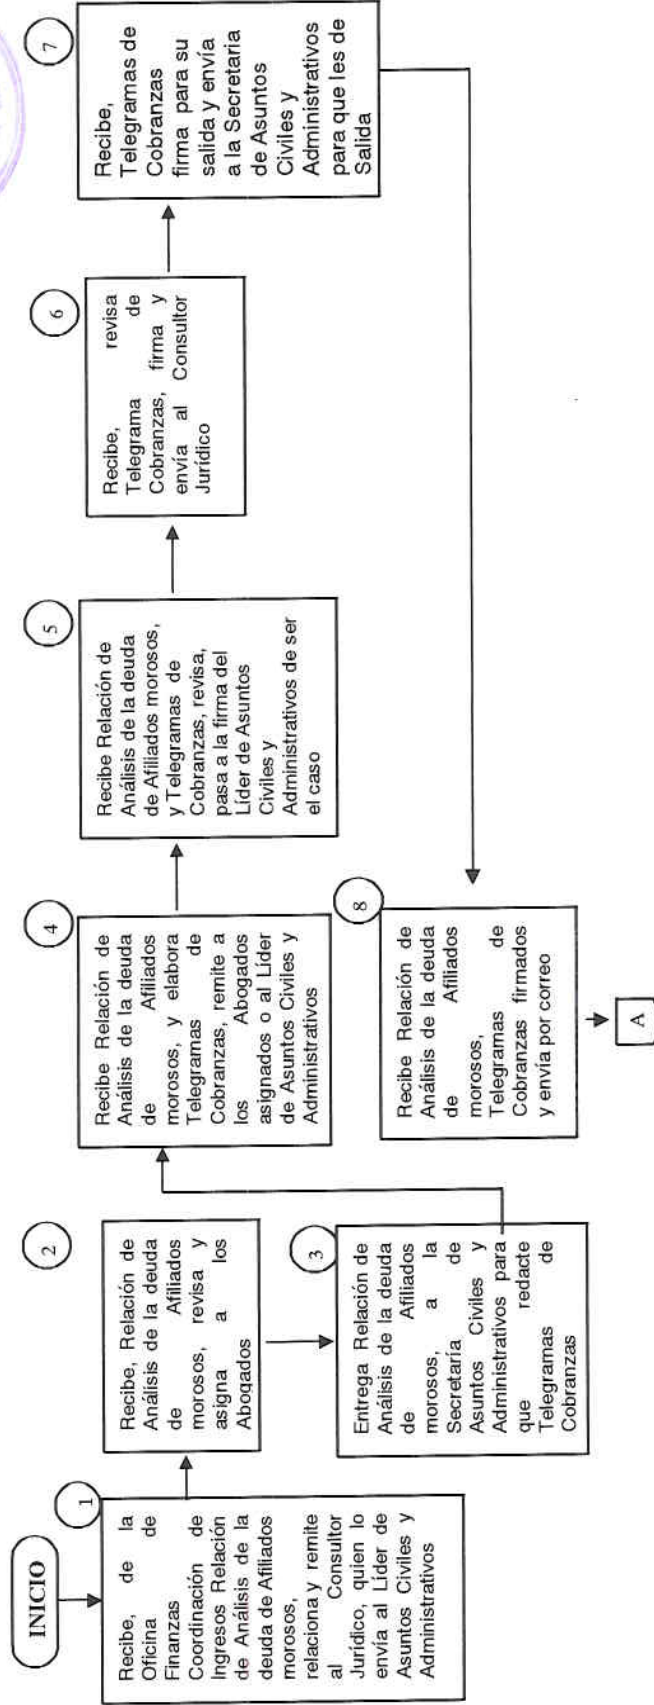 INICIO
1
Recibe, de la
Oficina de
Finanzas
Coordinación de
Ingresos Relación
de Análisis de la
deuda de Afiliados
morosos,
relaciona y remite
al Consultor
Jurídico, quien lo
envía al Líder de
Asuntos Civiles y
Administrativos
2
Recibe, Relación de
Análisis de la deuda
de Afiliados
morosos, revisa y
asigna a los
Abogados
3
Entrega Relación de
Análisis de la deuda
de Afiliados
morosos, a la
Secretaría de
Asuntos Civiles y
Administrativos para
que redacte
Telegramas de
Cobranzas
4
Recibe Relación de
Análisis de la deuda
de Afiliados
morosos, y elabora
Telegramas de
Cobranzas, remite a
los Abogados
asignados o al Líder
de Asuntos Civiles y
Administrativos
5
Recibe Relación de
Análisis de la deuda
de Afiliados morosos,
y Telegramas de
Cobranzas, revisa,
pasa a la firma del
Líder de Asuntos
Civiles y
Administrativos de ser
el caso
6
Recibe, revisa
Telegrama de
Cobranzas, firma y
envía al Consultor
Jurídico
7
Recibe,
Telegramas de
Cobranzas
firma para su
salida y envía
a la Secretaria
de Asuntos
Civiles y
Administrativos
para que les de
Salida
8
Recibe Relación de
Análisis de la deuda
de Afiliados
morosos,
Telegramas de
Cobranzas firmados
y envía por correo
A